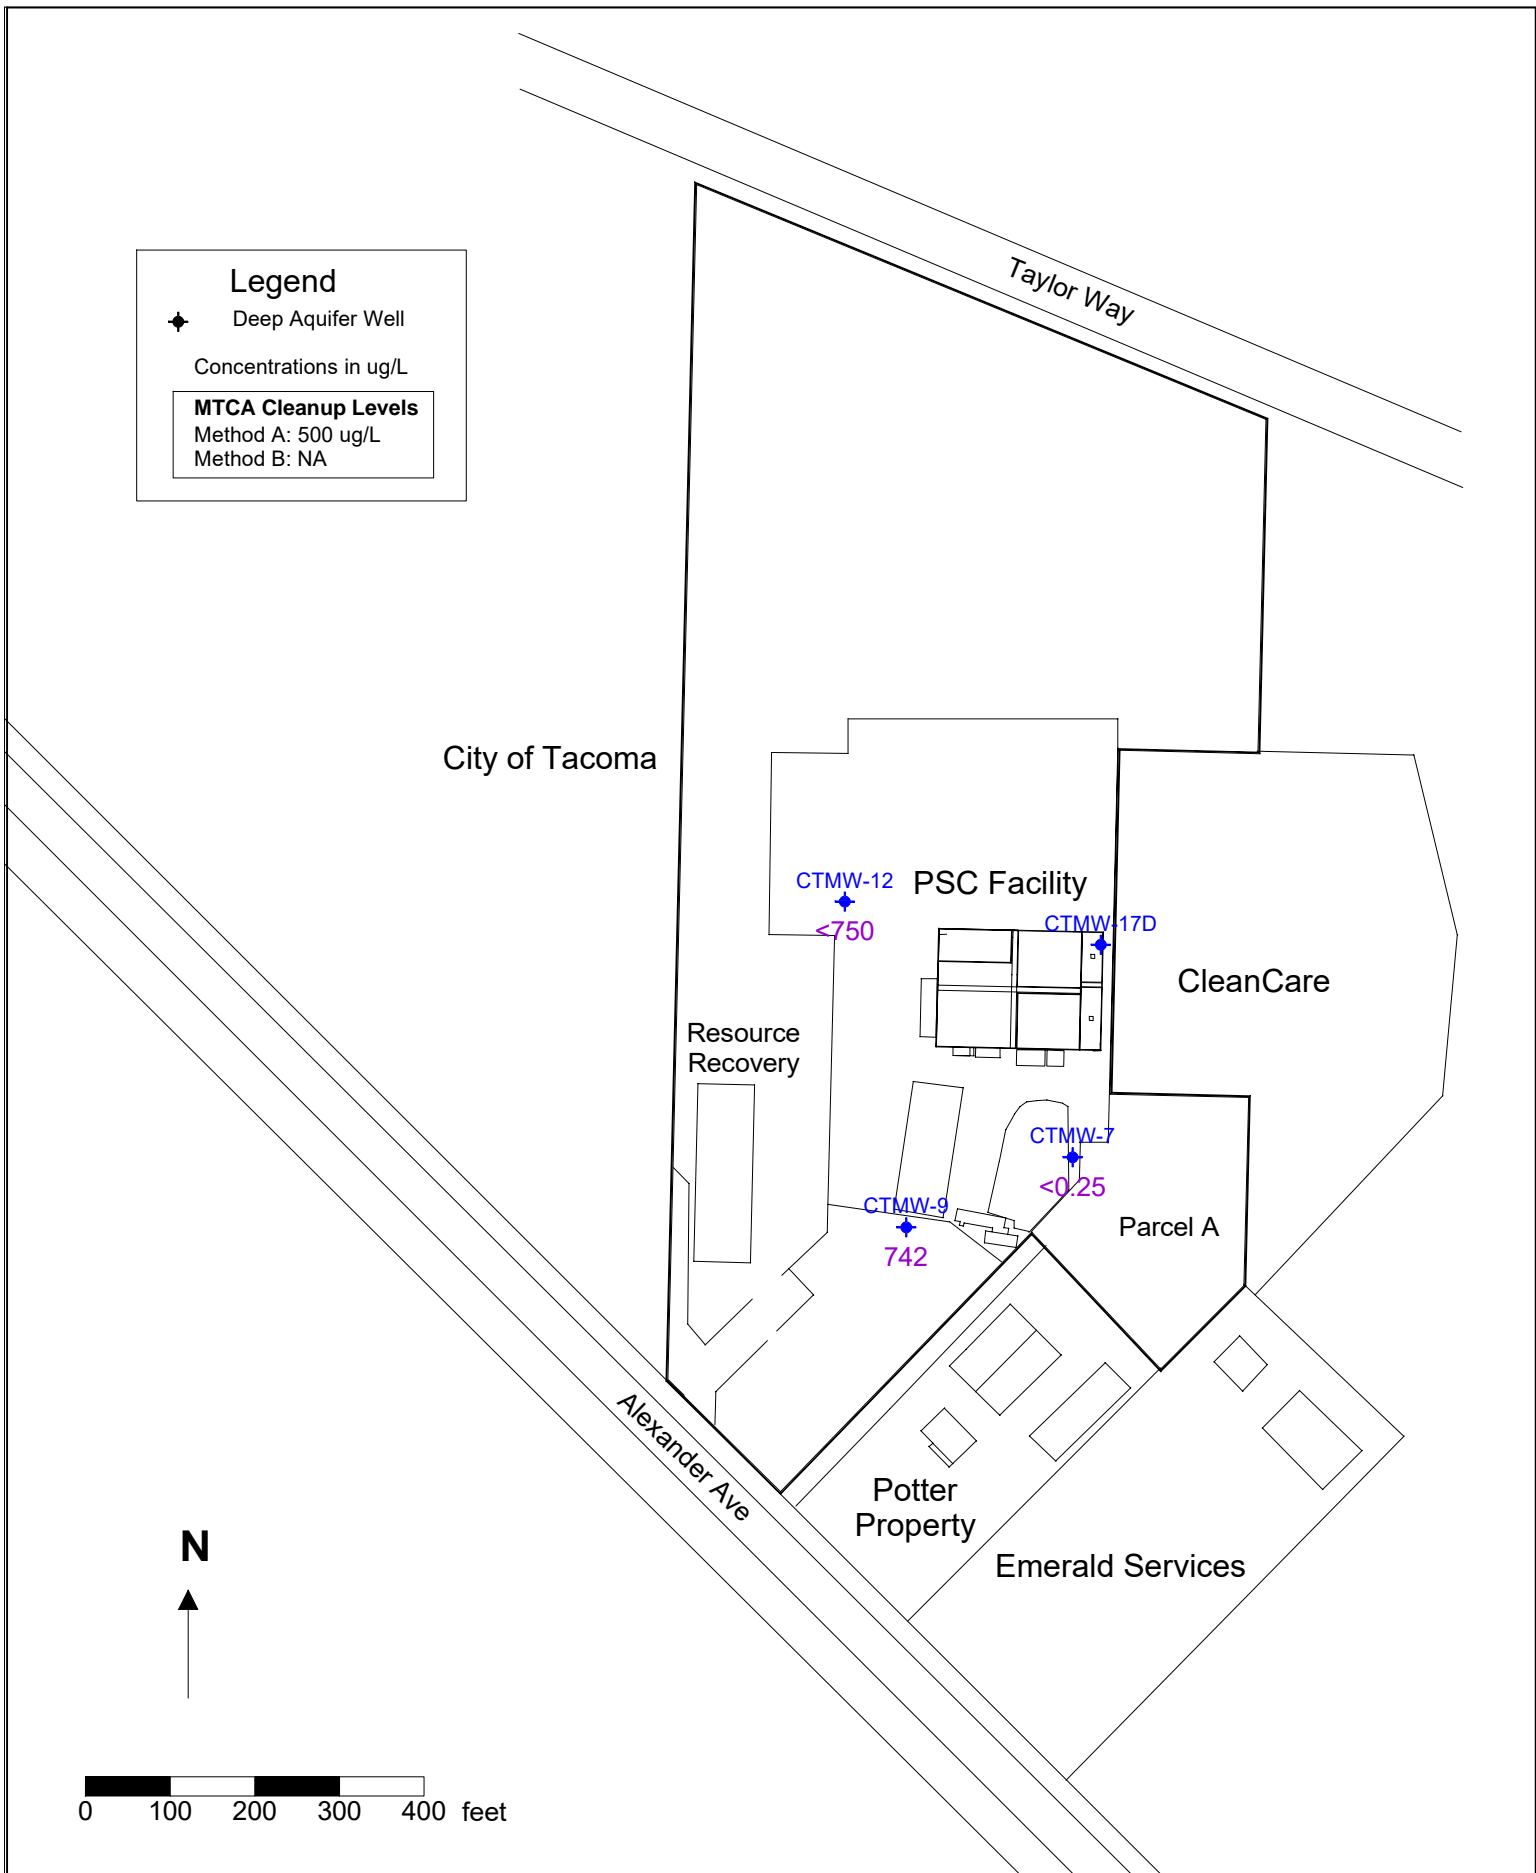 Taylor Way
Legend
Deep Aquifer Well
Concentrations in ug/L
MTCA Cleanup Levels
Method A: 500 ug/L
Method B: NA
City of Tacoma
CTMW-12
<750
PSC Facility
CTMW-17D
CleanCare
Resource
Recovery
CTMW-7
<0.25
CTMW-9
742
Parcel A
Alexander Ave
Potter
Property
Emerald Services
N
0 100 200 300 400 feet